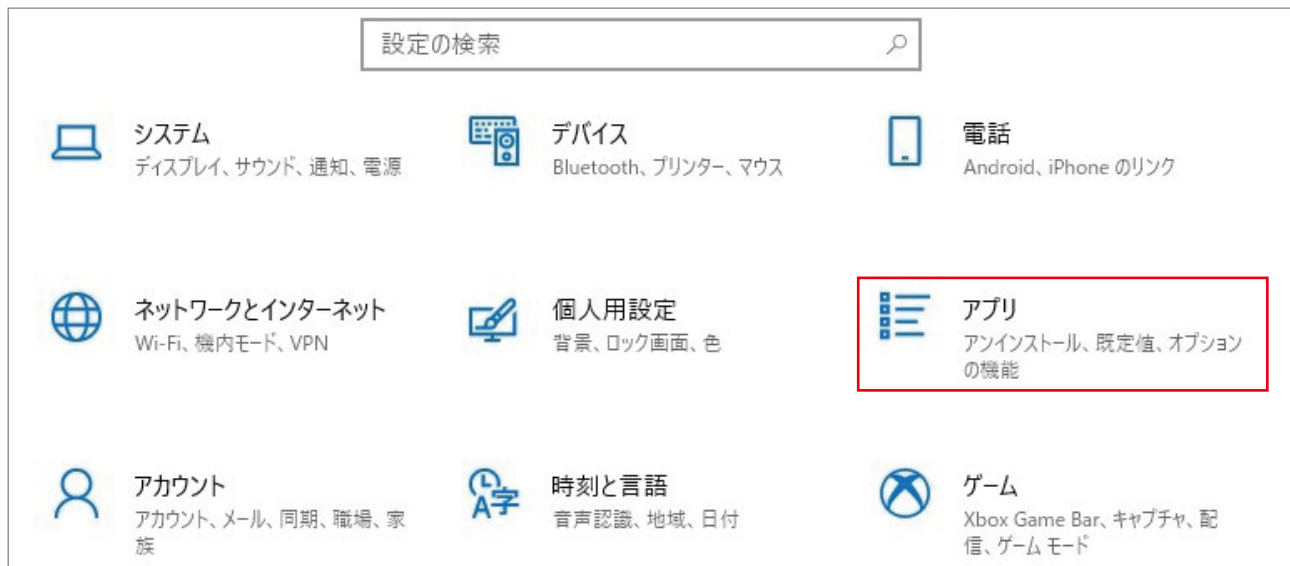 設定の検索
システム
ディスプレイ、サウンド、通知、電源
デバイス
Bluetooth、プリンター、マウス
電話
Android、iPhone のリンク
ネットワークとインターネット
Wi-Fi、機内モード、VPN
個人用設定
背景、ロック画面、色
アプリ
アンインストール、既定値、オプション
の機能
アカウント
アカウント、メール、同期、職場、家
族
時刻と言語
音声認識、地域、日付
ゲーム
Xbox Game Bar、キャプチャ、配
信、ゲーム モード